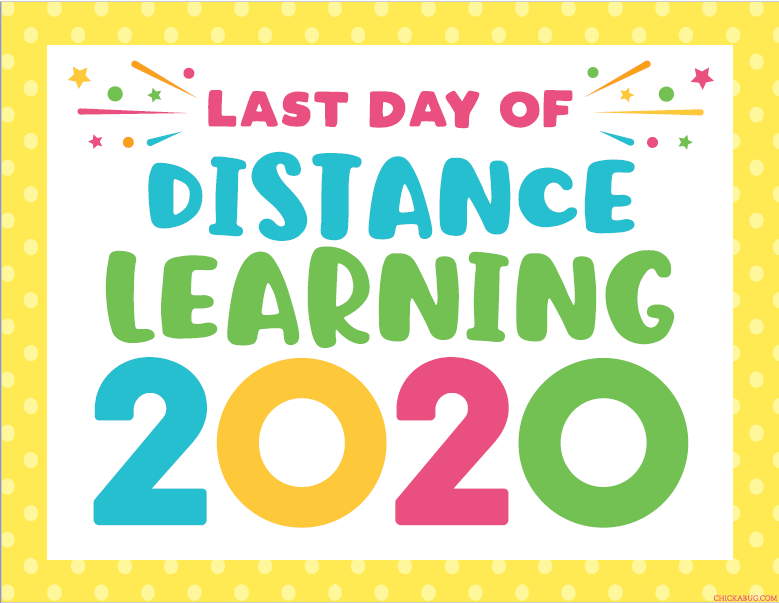 LAST DAY OF
DISTANCE
LEARNING
2020
CHICKABUG.COM